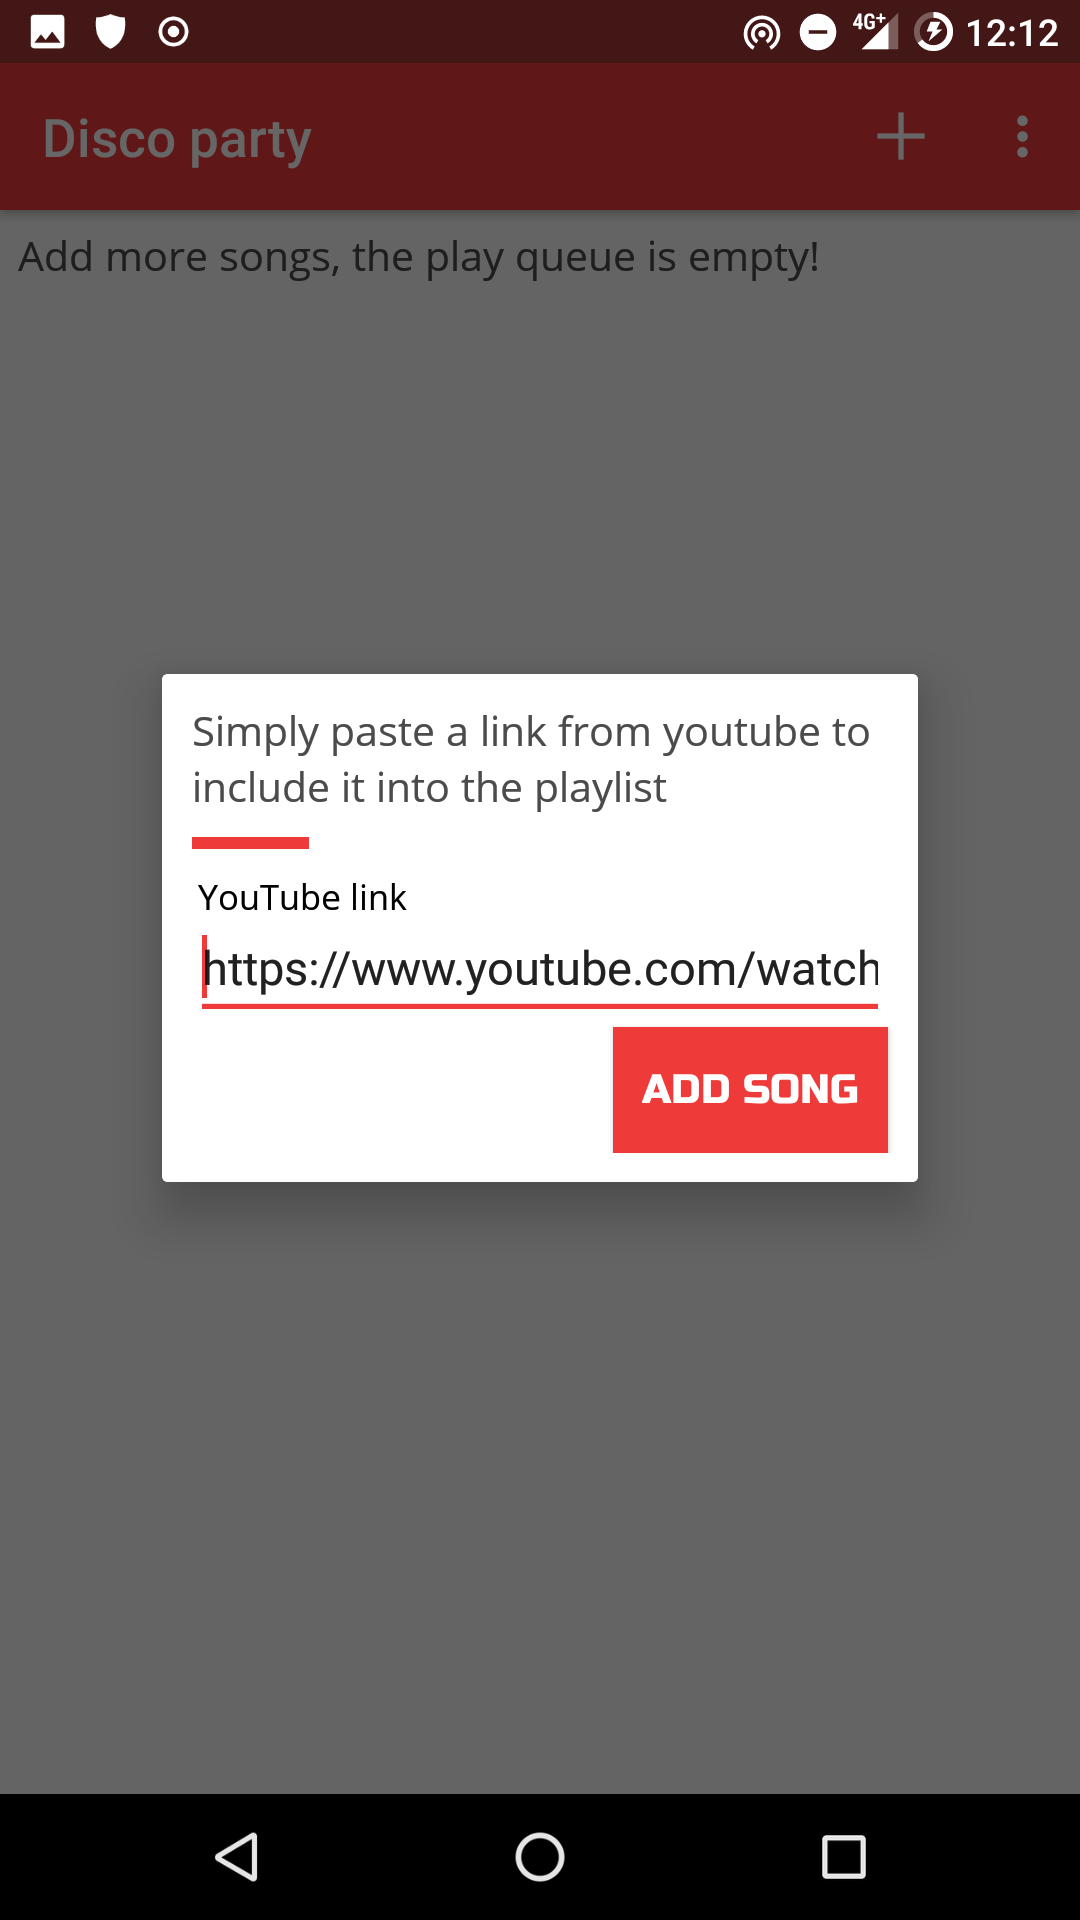 4G+ 12:12
Disco party
Add more songs, the play queue is empty!
Simply paste a link from youtube to
include it into the playlist
YouTube link
https://www.youtube.com/watch
ADD SONG